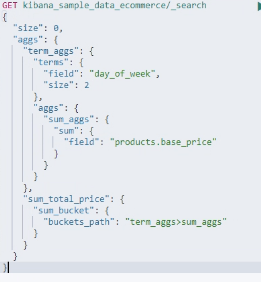 GET kibana_sample_data_ecommerce/_search
{
  "size": 0,
  "aggs": {
    "term_aggs": {
      "terms": {
        "field": "day_of_week",
        "size": 2
      },
      "aggs": {
        "sum_aggs": {
          "sum": {
            "field": "products.base_price"
          }
        }
      }
    },
    "sum_total_price": {
      "sum_bucket": {
        "buckets_path": "term_aggs>sum_aggs"
      }
    }
  }
}